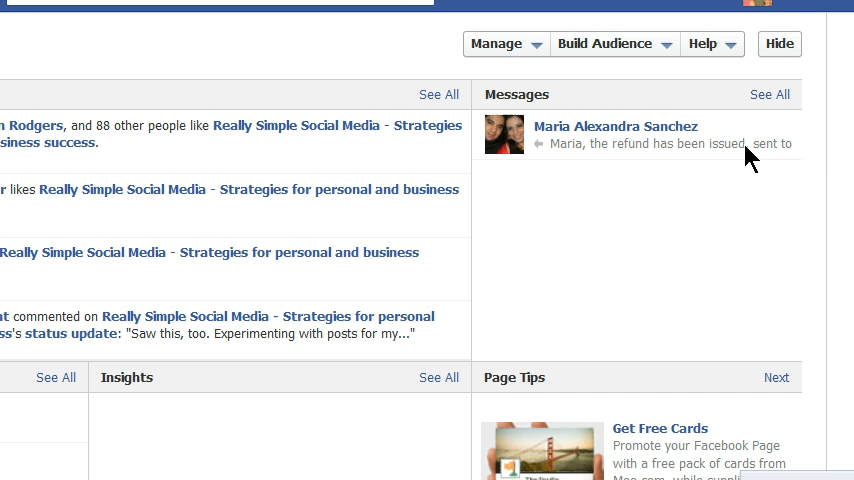 Manage Build Audience Help Hide
See All
n Rodgers, and 88 other people like Really Simple Social Media - Strategies
siness success.
r likes Really Simple Social Media - Strategies for personal and business
Really Simple Social Media - Strategies for personal and business
nt commented on Really Simple Social Media - Strategies for personal
ss's status update: "Saw this, too. Experimenting with posts for my..."
Messages See All
Maria Alexandra Sanchez
Maria, the refund has been issued, sent to
See All
Insights See All
Page Tips Next
Get Free Cards
Promote your Facebook Page
with a free pack of cards from